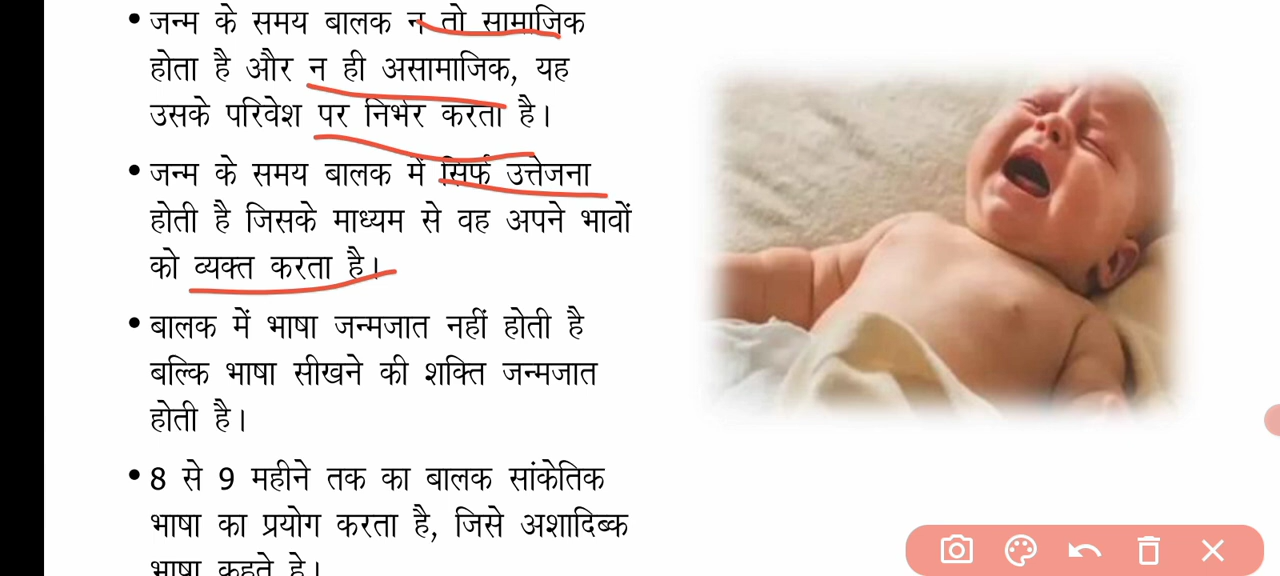 • जन्म के समय बालक न तो सामाजिक
होता है और न ही असामाजिक, यह
उसके परिवेश पर निर्भर करता है।
• जन्म के समय बालक में सिर्फ उत्तेजना
होती है जिसके माध्यम से वह अपने भावों
को व्यक्त करता है।
• बालक में भाषा जन्मजात नहीं होती है
बल्कि भाषा सीखने की शक्ति जन्मजात
होती है।
• 8 से 9 महीने तक का बालक सांकेतिक
भाषा का प्रयोग करता है, जिसे अशादिब्क
भाषा कहते हे।